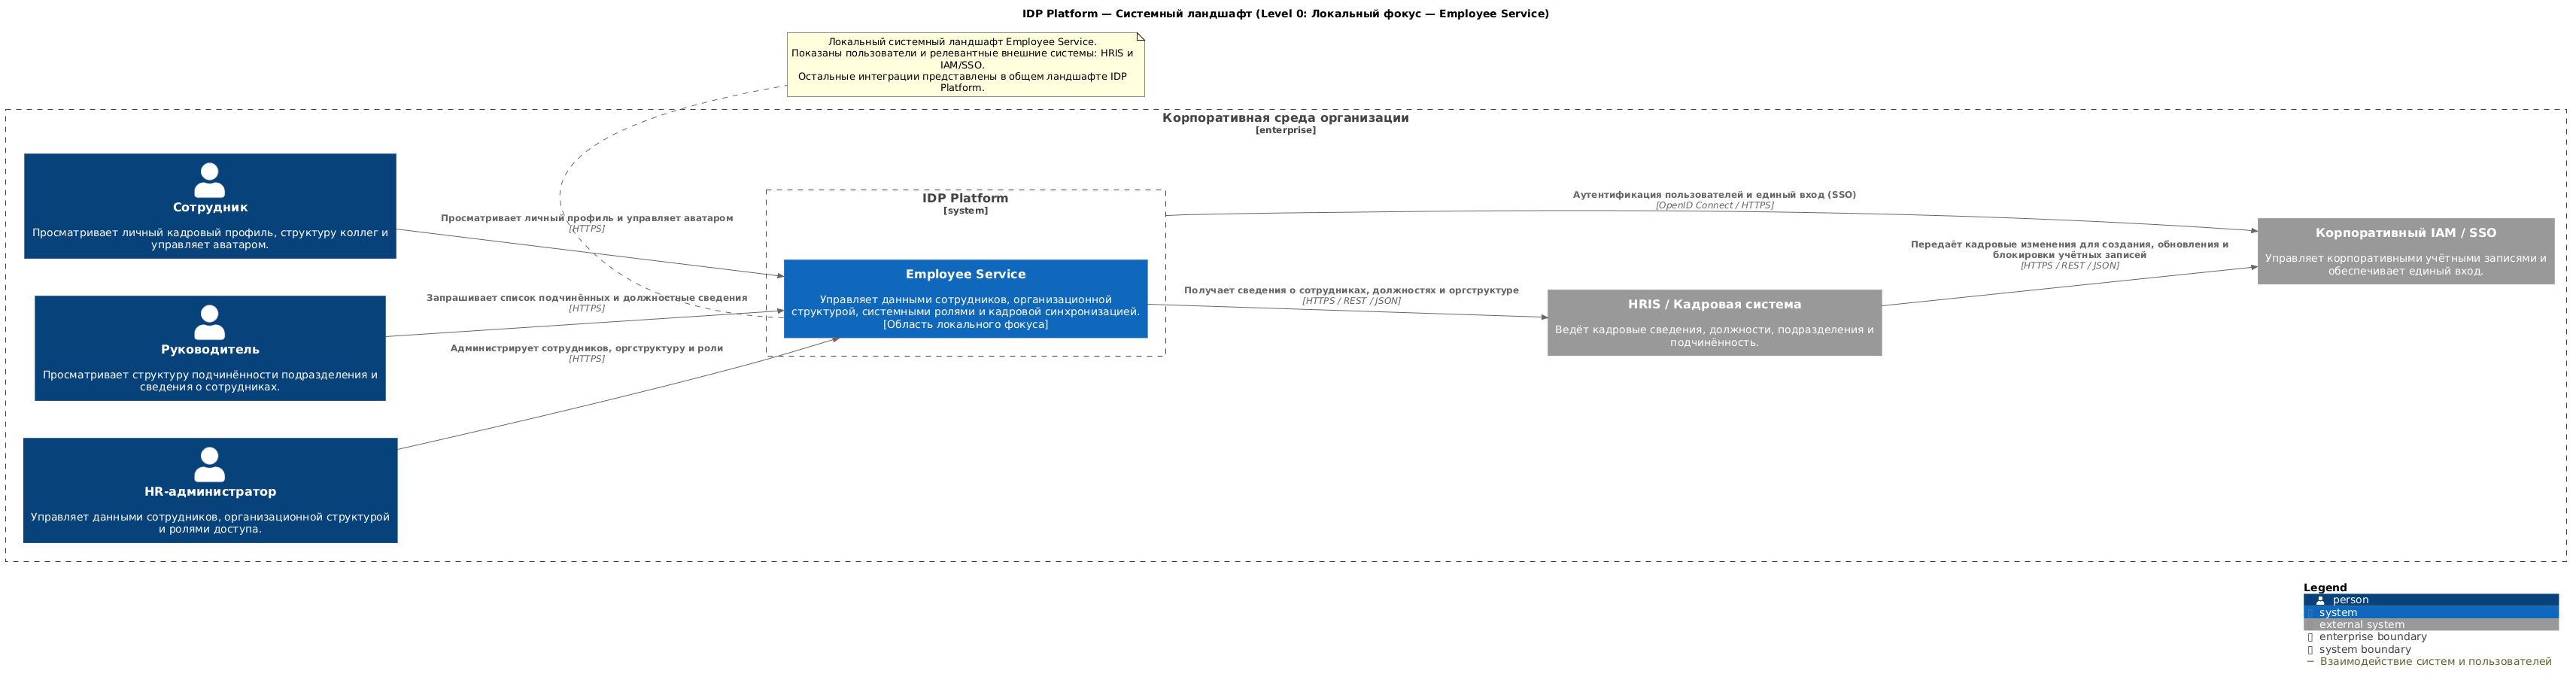 IDP Platform — Системный ландшафт (Level 0: Локальный фокус — Employee Service)
Локальный системный ландшафт Employee Service.
Показаны пользователи и релевантные внешние системы: HRIS и
IAM/SSO.
Остальные интеграции представлены в общем ландшафте IDP
Platform.
Корпоративная среда организации
[enterprise]
Сотрудник
Просматривает личный кадровый профиль, структуру коллег и
управляет аватаром.
Руководитель
Просматривает структуру подчинённости подразделения и
сведения о сотрудниках.
HR-администратор
Управляет данными сотрудников, организационной структурой
и ролями доступа.
Просматривает личный профиль и управляет аватаром
[HTTPS]
Запрашивает список подчинённых и должностные сведения
[HTTPS]
Администрирует сотрудников, оргструктуру и роли
[HTTPS]
IDP Platform
[system]
Employee Service
Управляет данными сотрудников, организационной
структурой, системными ролями и кадровой синхронизацией.
[Область локального фокуса]
Аутентификация пользователей и единый вход (SSO)
[OpenID Connect / HTTPS]
Получает сведения о сотрудниках, должностях и оргструктуре
[HTTPS / REST / JSON]
HRIS / Кадровая система
Ведёт кадровые сведения, должности, подразделения и
подчинённость.
Передаёт кадровые изменения для создания, обновления и
блокировки учётных записей
[HTTPS / REST / JSON]
Корпоративный IAM / SSO
Управляет корпоративными учётными записями и
обеспечивает единый вход.
Legend
person
system
external system
enterprise boundary
system boundary
Взаимодействие систем и пользователей